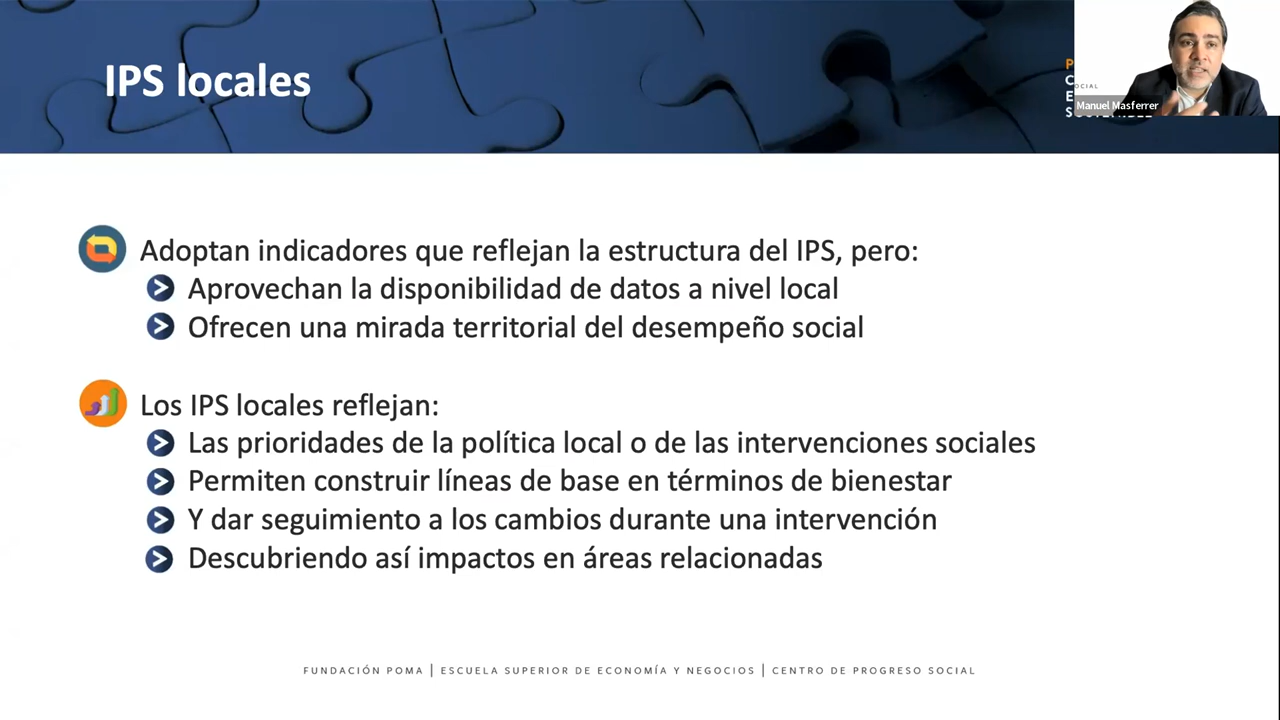 IPS locales
OCIAL
Manuel Masferrer
Adoptan indicadores que reflejan la estructura del IPS, pero:
Aprovechan la disponibilidad de datos a nivel local
Ofrecen una mirada territorial del desempeño social
Los IPS locales reflejan:
Las prioridades de la política local o de las intervenciones sociales
Permiten construir líneas de base en términos de bienestar
Y dar seguimiento a los cambios durante una intervención
Descubriendo así impactos en áreas relacionadas
FUNDACIÓN POMA | ESCUELA SUPERIOR DE ECONOMÍA Y NEGOCIOS | CENTRO DE PROGRESO SOCIAL